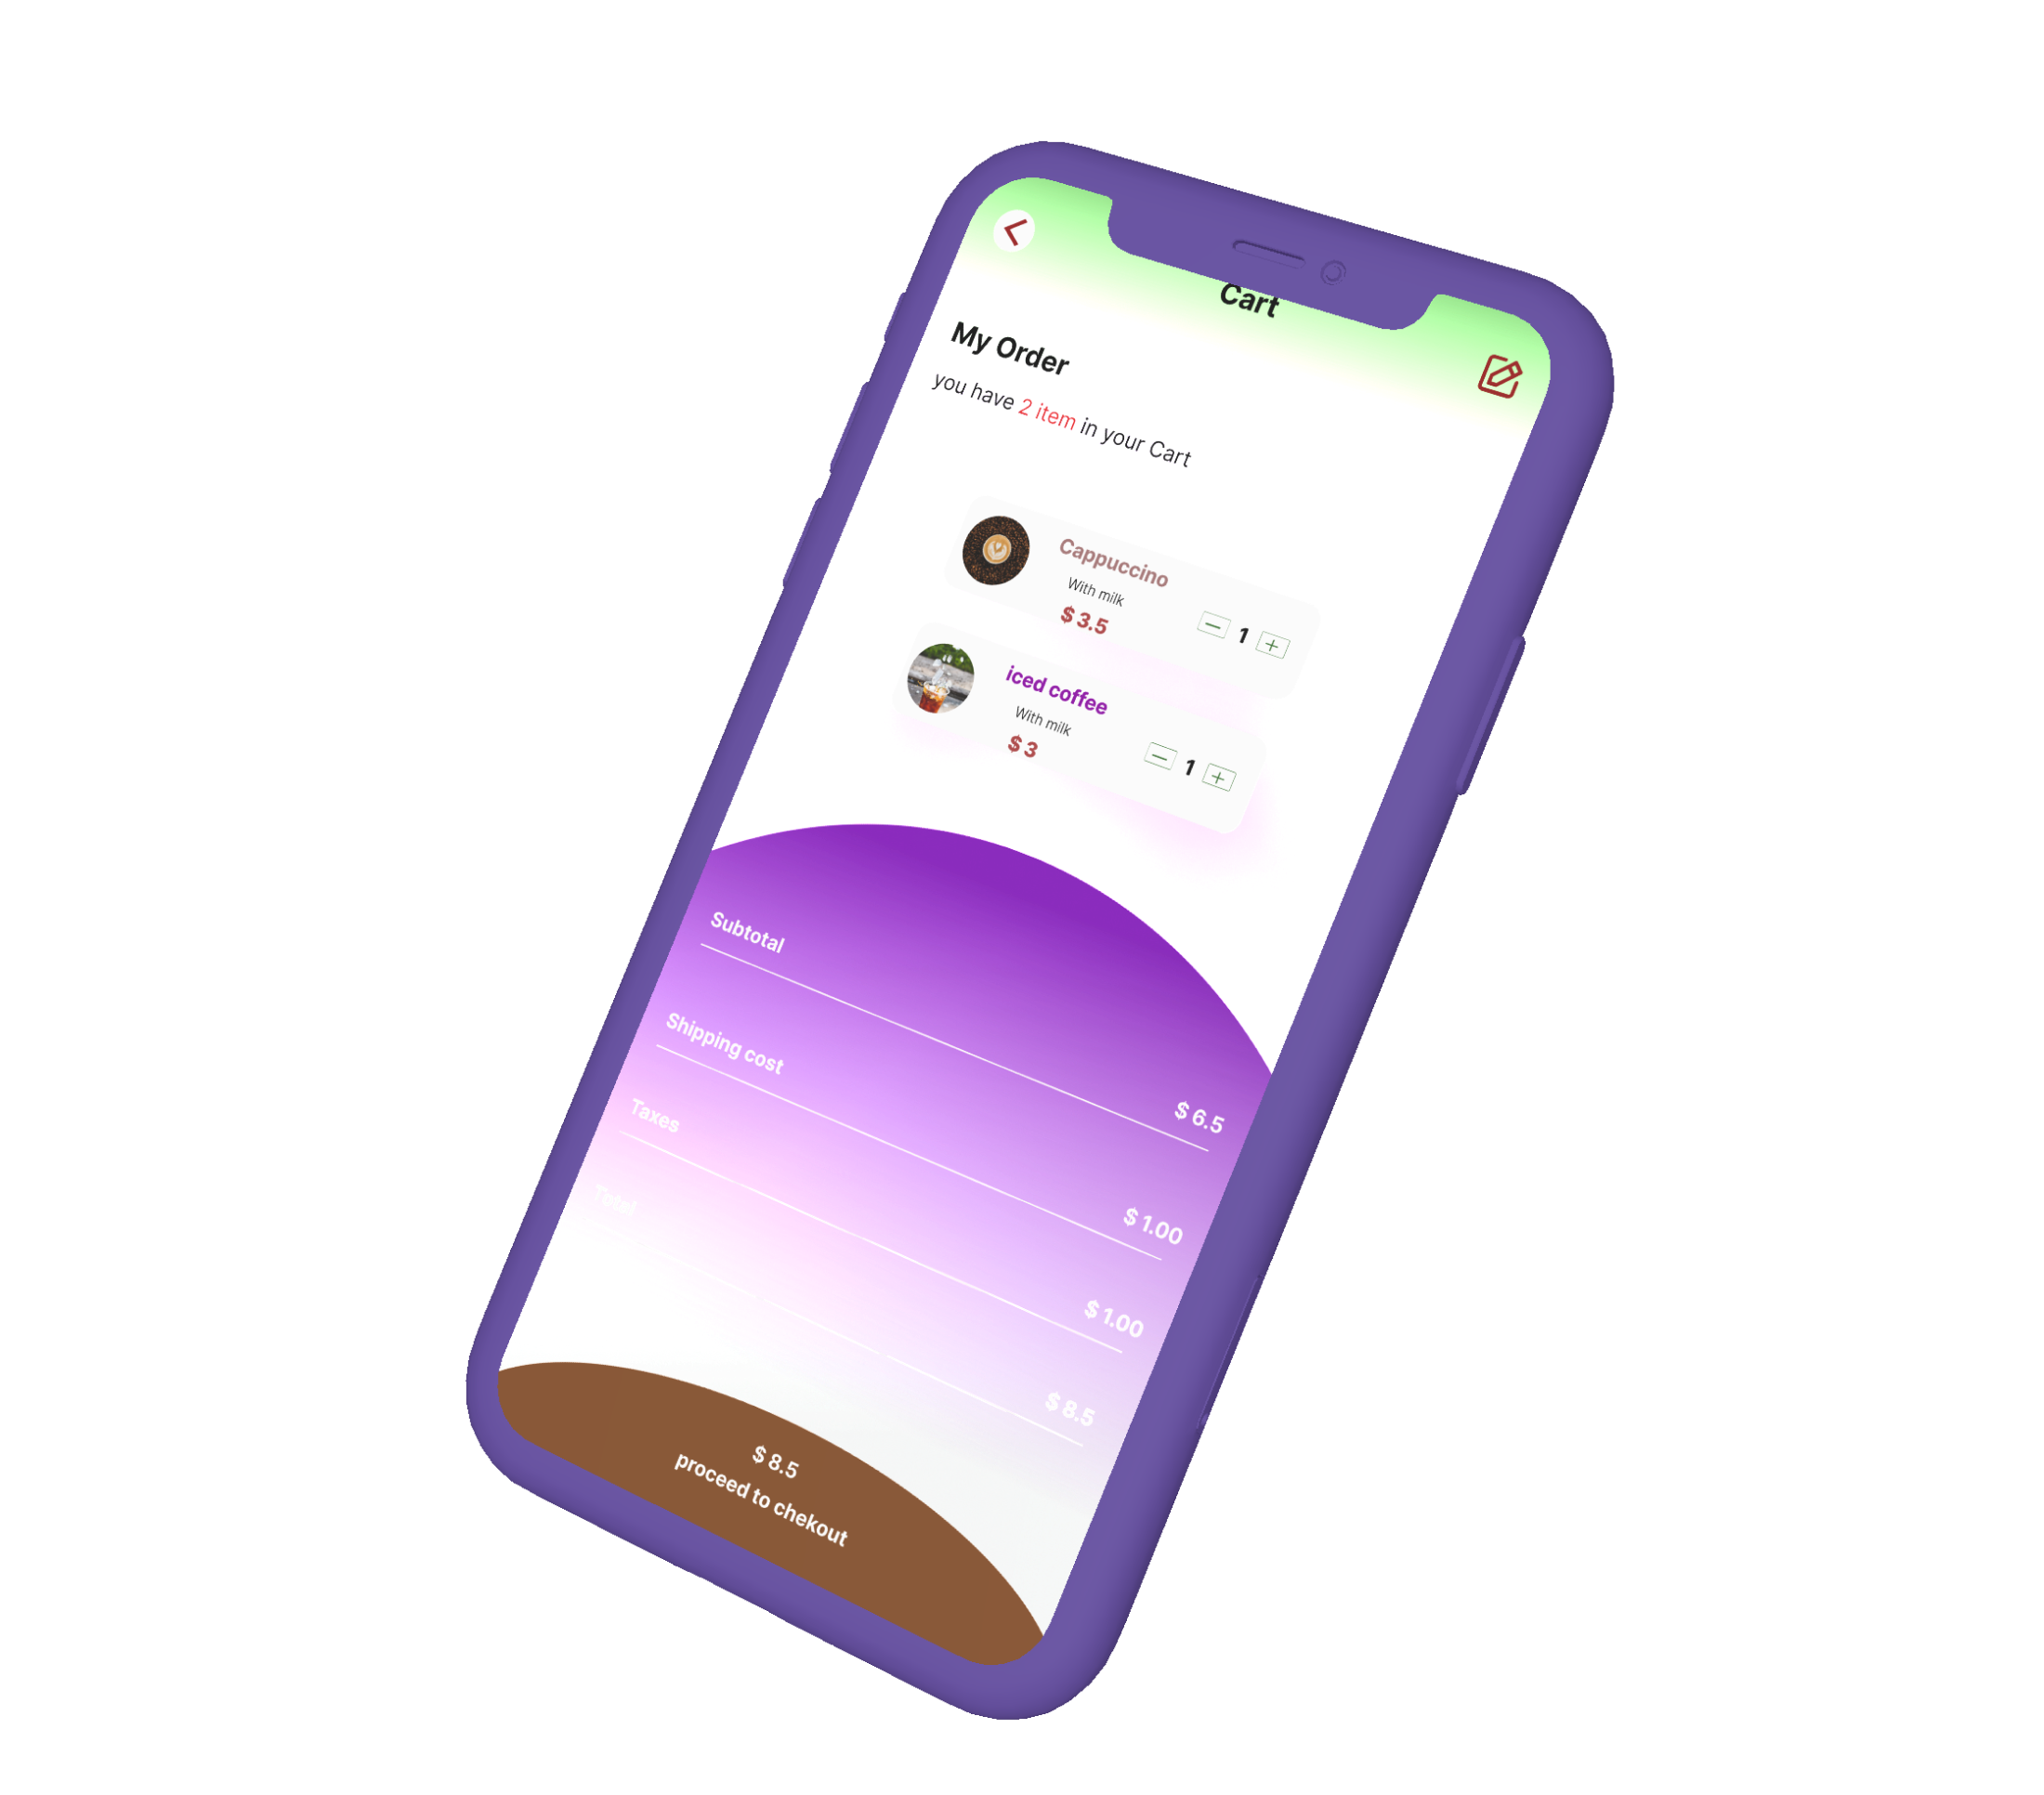 Cart
My Order
you have 2 item in your Cart
Cappuccino
With milk
$ 3.5
1
iced coffee
With milk
$ 3
1
Subtotal
$ 6.5
Shipping cost
$ 1.00
Taxes
$ 1.00
Total
$ 8.5
$ 8.5
proceed to chekout